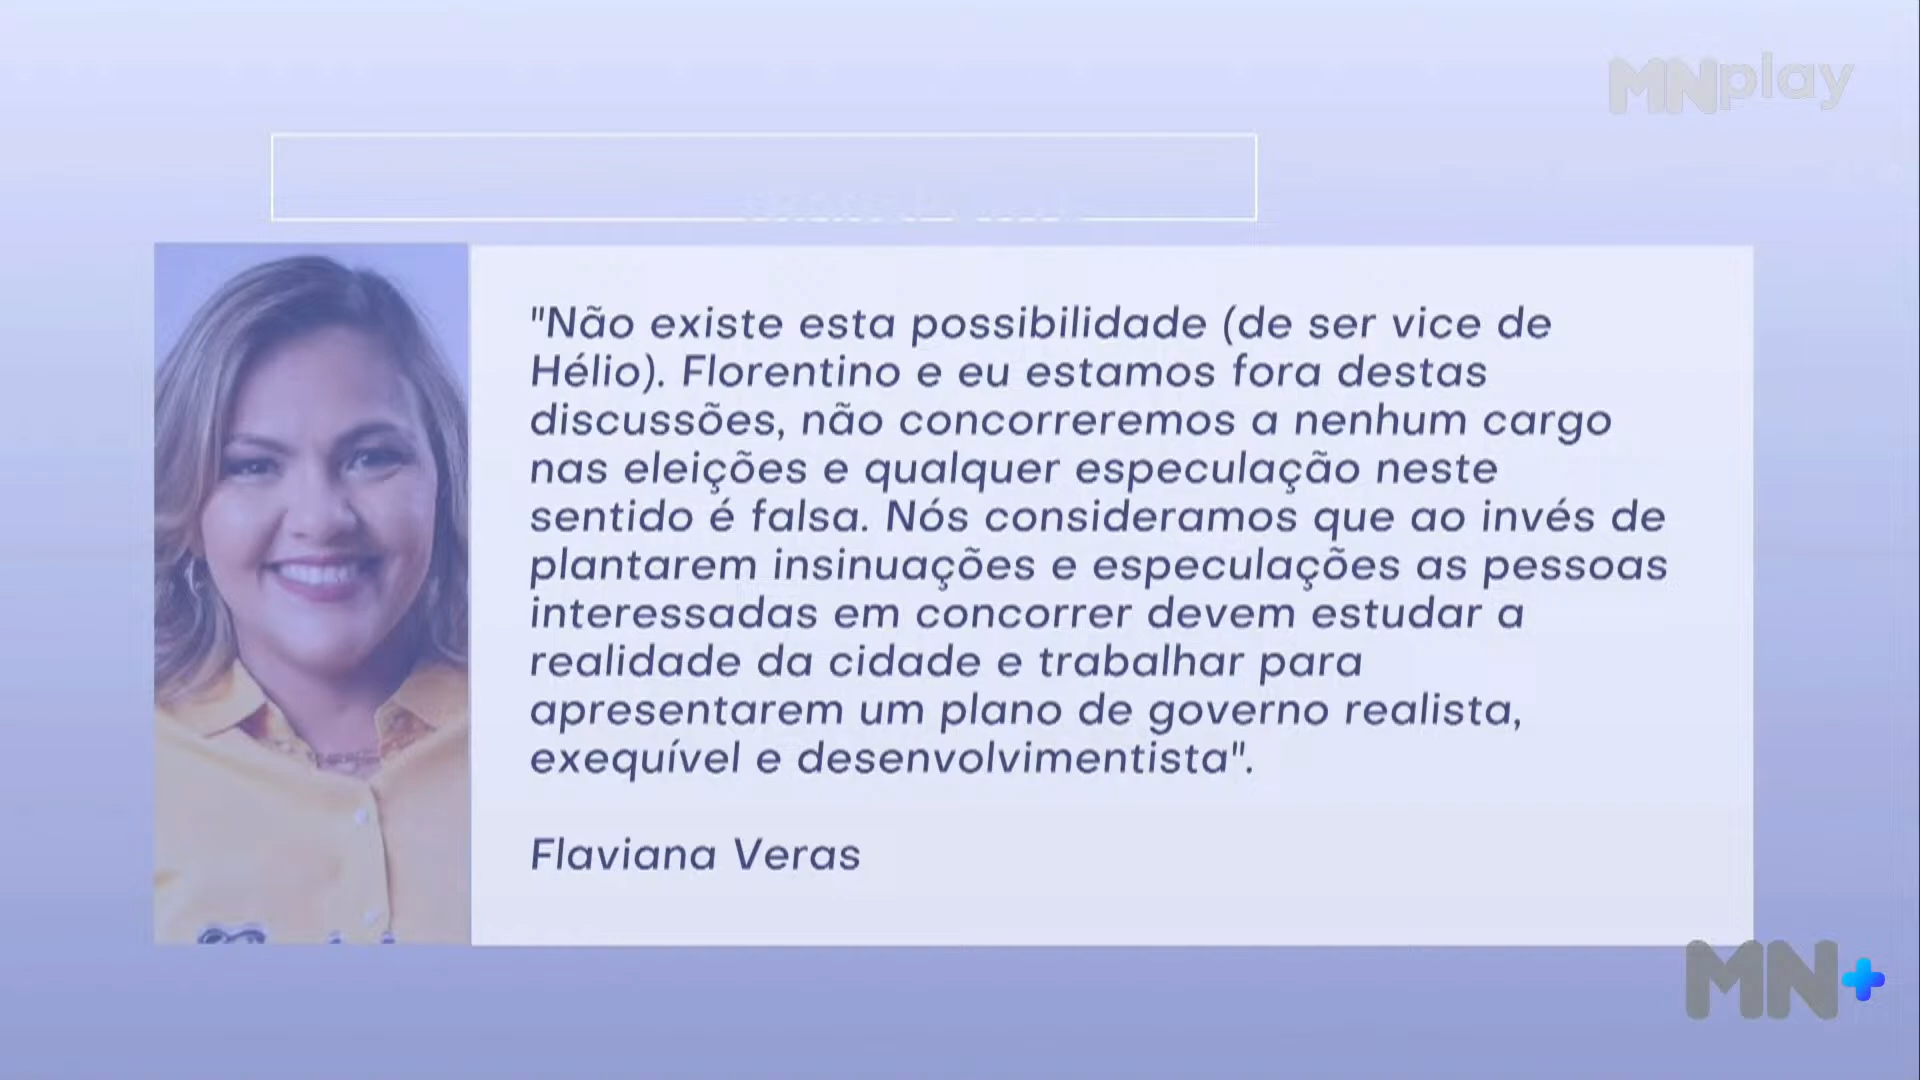 MNplay
"Não existe esta possibilidade (de ser vice de
Hélio). Florentino e eu estamos fora destas
discussões, não concorreremos a nenhum cargo
nas eleições e qualquer especulação neste
sentido é falsa. Nós consideramos que ao invés de
plantarem insinuações e especulações as pessoas
interessadas em concorrer devem estudar a
realidade da cidade e trabalhar para
apresentarem um plano de governo realista,
exequível e desenvolvimentista".
Flaviana Veras
MN+